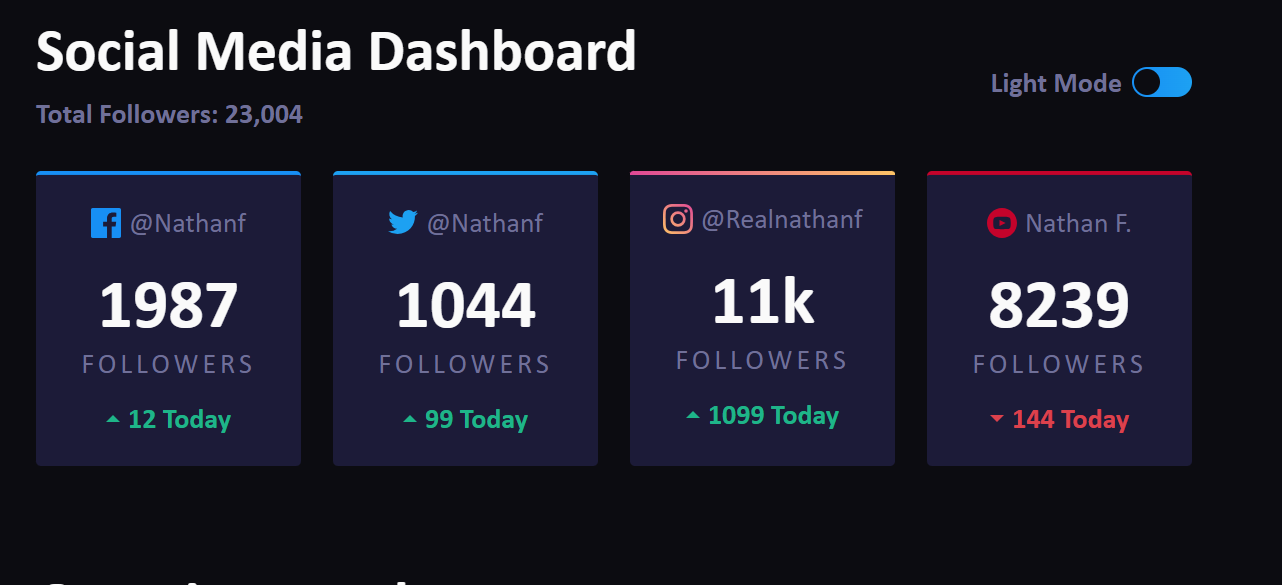 Social Media Dashboard
Total Followers: 23,004
Light Mode
@Nathanf
1987
FOLLOWERS
12 Today
@Nathanf
1044
FOLLOWERS
99 Today
@Realnathanf
11k
FOLLOWERS
1099 Today
Nathan F.
8239
FOLLOWERS
144 Today